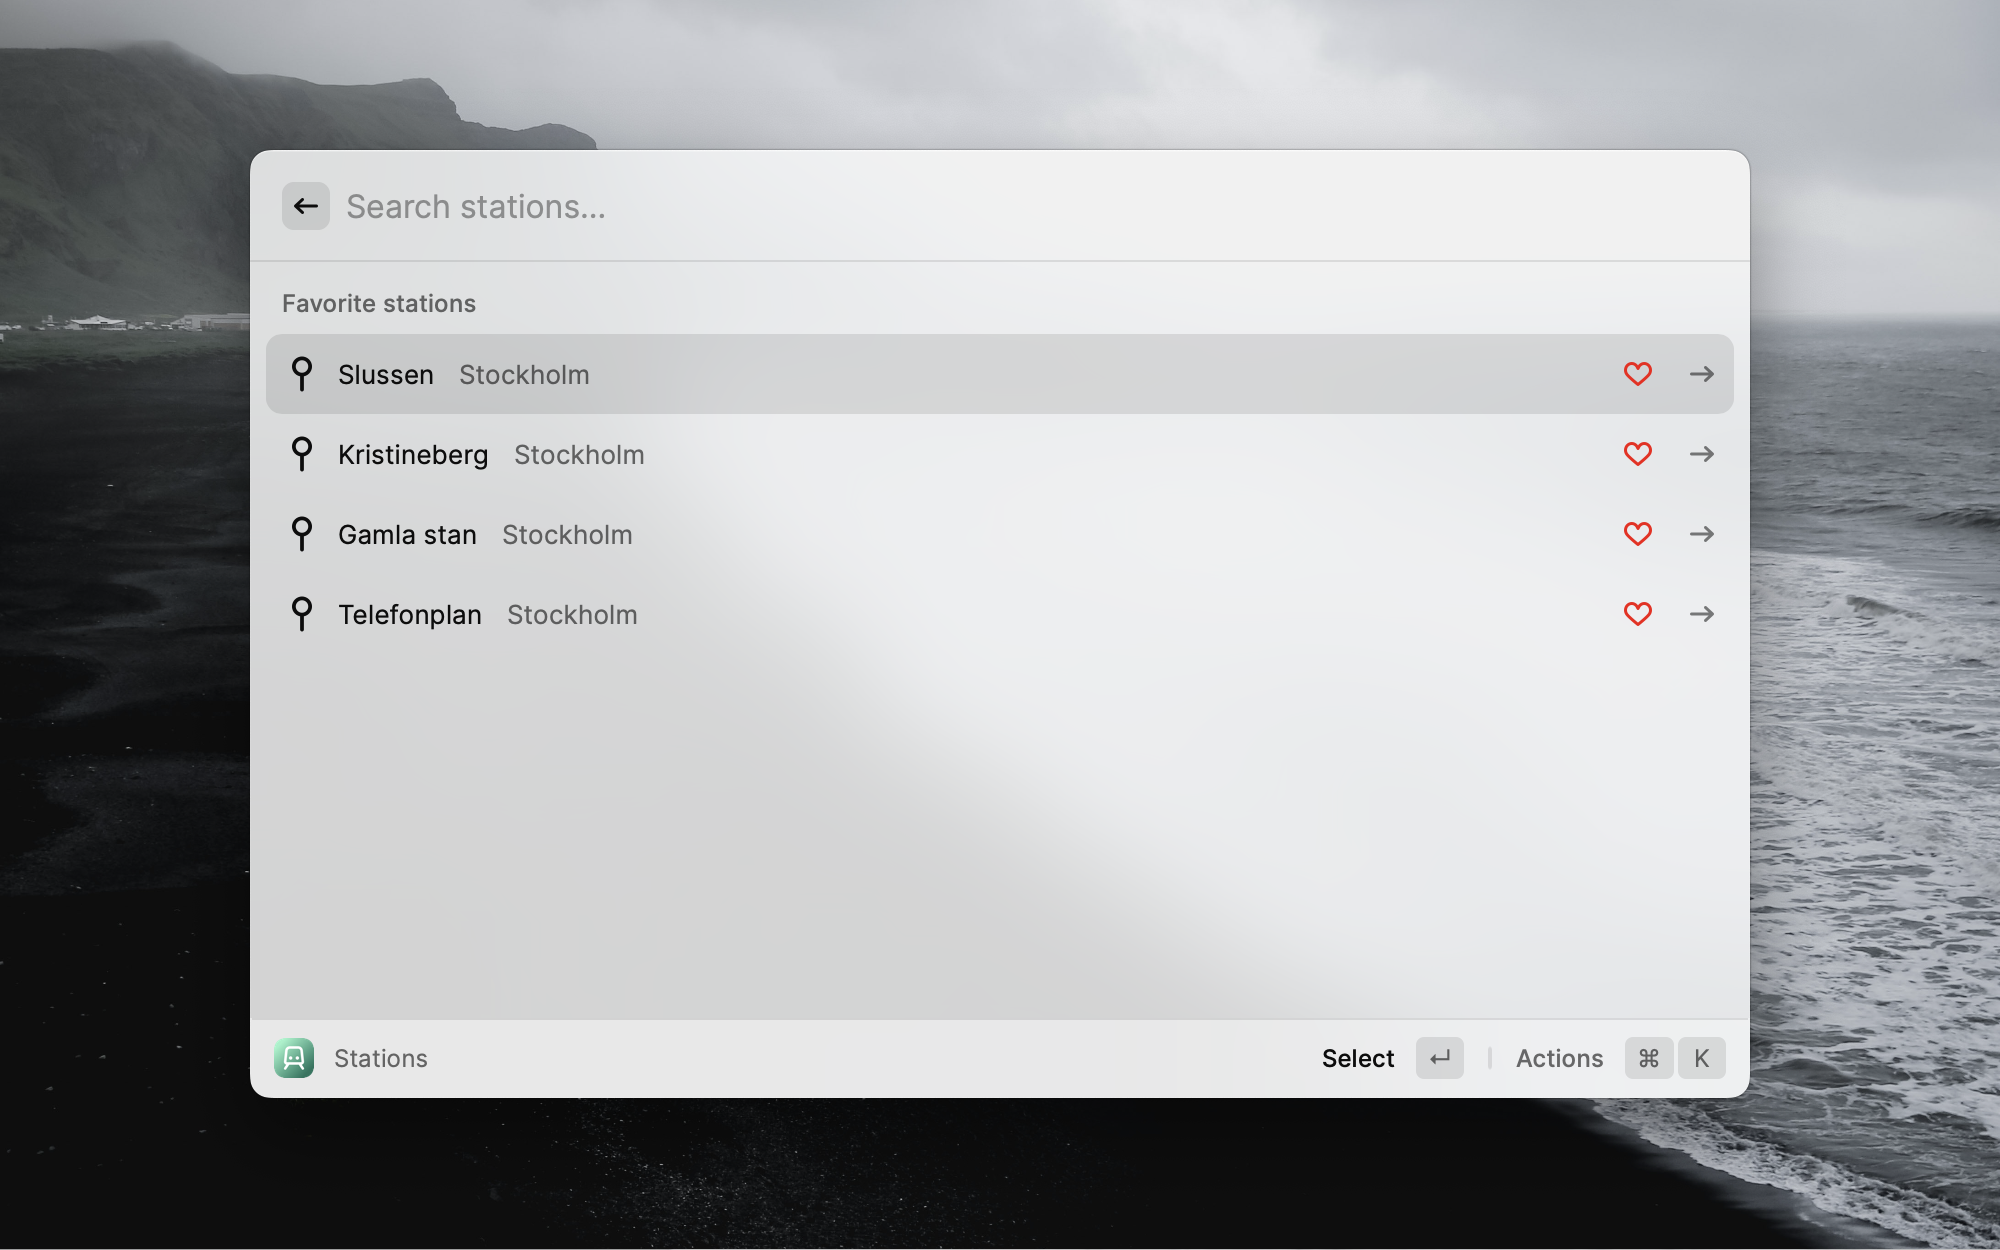 Search stations...
Favorite stations
Slussen Stockholm
Kristineberg Stockholm
Gamla stan Stockholm
Telefonplan Stockholm
Stations Select Actions ⌘ K